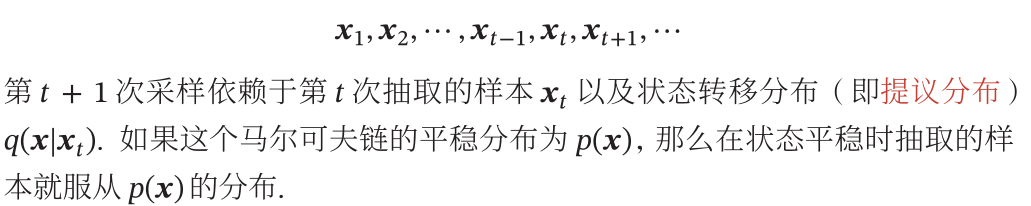 x₁, x₂, ⋯ , xₜ₋₁, xₜ, xₜ₊₁, ⋯
第 t + 1 次采样依赖于第 t 次抽取的样本 xₜ 以及状态转移分布（即提议分布）
q(x|xₜ). 如果这个马尔可夫链的平稳分布为 p(x), 那么在状态平稳时抽取的样
本就服从 p(x) 的分布.